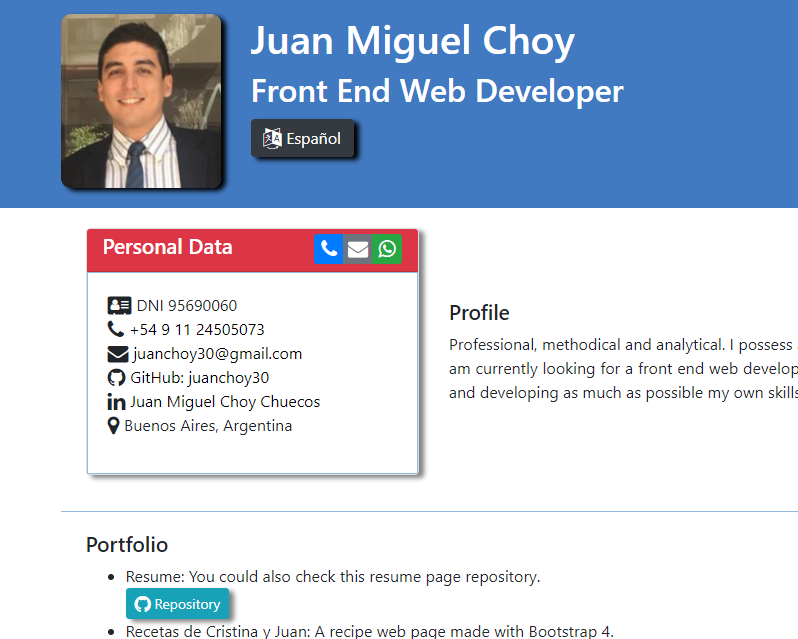 Juan Miguel Choy
Front End Web Developer
Español
Personal Data
DNI 95690060
+54 9 11 24505073
juanchoy30@gmail.com
GitHub: juanchoy30
Juan Miguel Choy Chuecos
Buenos Aires, Argentina
Profile
Professional, methodical and analytical. I possess
am currently looking for a front end web develop
and developing as much as possible my own skills
Portfolio
Resume: You could also check this resume page repository.
Repository
Recetas de Cristina y Juan: A recipe web page made with Bootstrap 4.